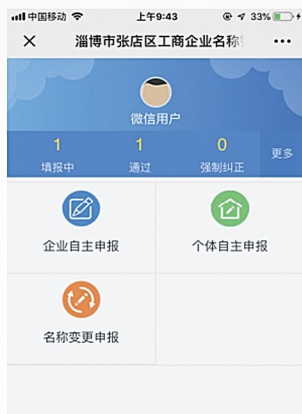 中国移动 上午9:43 33%
淄博市张店区工商企业名称
微信用户
1 1 0
填报中 通过 强制纠正 更多
企业自主申报 个体自主申报
名称变更申报